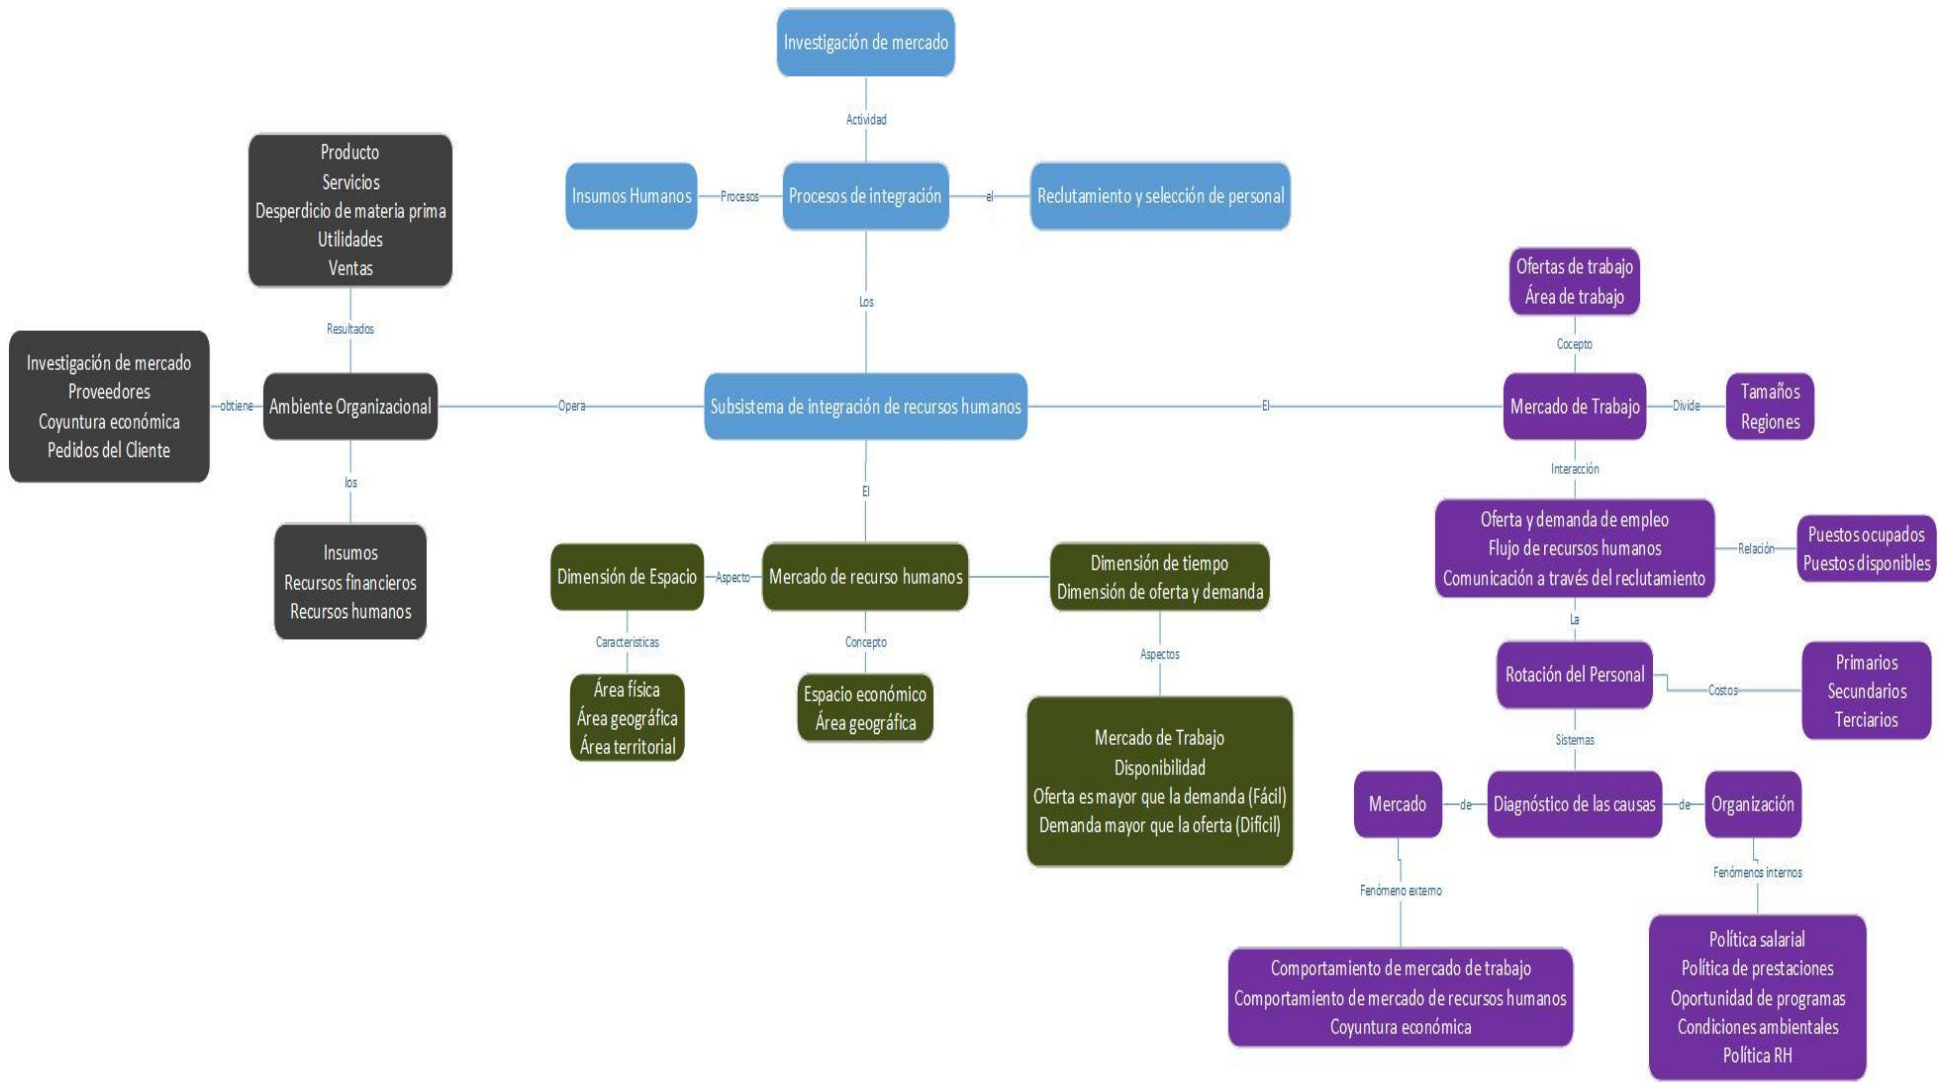 Investigación de mercado
Actividad
Insumos Humanos
Procesos
Procesos de integración
el
Reclutamiento y selección de personal
Los
Producto
Servicios
Desperdicio de materia prima
Utilidades
Ventas
Resultados
Investigación de mercado
Proveedores
Coyuntura económica
Pedidos del Cliente
obtiene
Ambiente Organizacional
Opera
Subsistema de integración de recursos humanos
El
los
Insumos
Recursos financieros
Recursos humanos
El
Dimensión de Espacio
Aspecto
Mercado de recurso humanos
Dimensión de tiempo
Dimensión de oferta y demanda
Caracteristicas
Área física
Área geográfica
Área territorial
Concepto
Espacio económico
Área geográfica
Aspectos
Mercado de Trabajo
Disponibilidad
Oferta es mayor que la demanda (Fácil)
Demanda mayor que la oferta (Difícil)
Ofertas de trabajo
Área de trabajo
Cocepto
Mercado de Trabajo
Divide
Tamaños
Regiones
Interacción
Oferta y demanda de empleo
Flujo de recursos humanos
Comunicación a través del reclutamiento
Relación
Puestos ocupados
Puestos disponibles
La
Rotación del Personal
Costos
Primarios
Secundarios
Terciarios
Sistemas
Mercado
de
Diagnóstico de las causas
de
Organización
Fenómeno externo
Comportamiento de mercado de trabajo
Comportamiento de mercado de recursos humanos
Coyuntura económica
Fenómenos internos
Política salarial
Política de prestaciones
Oportunidad de programas
Condiciones ambientales
Política RH